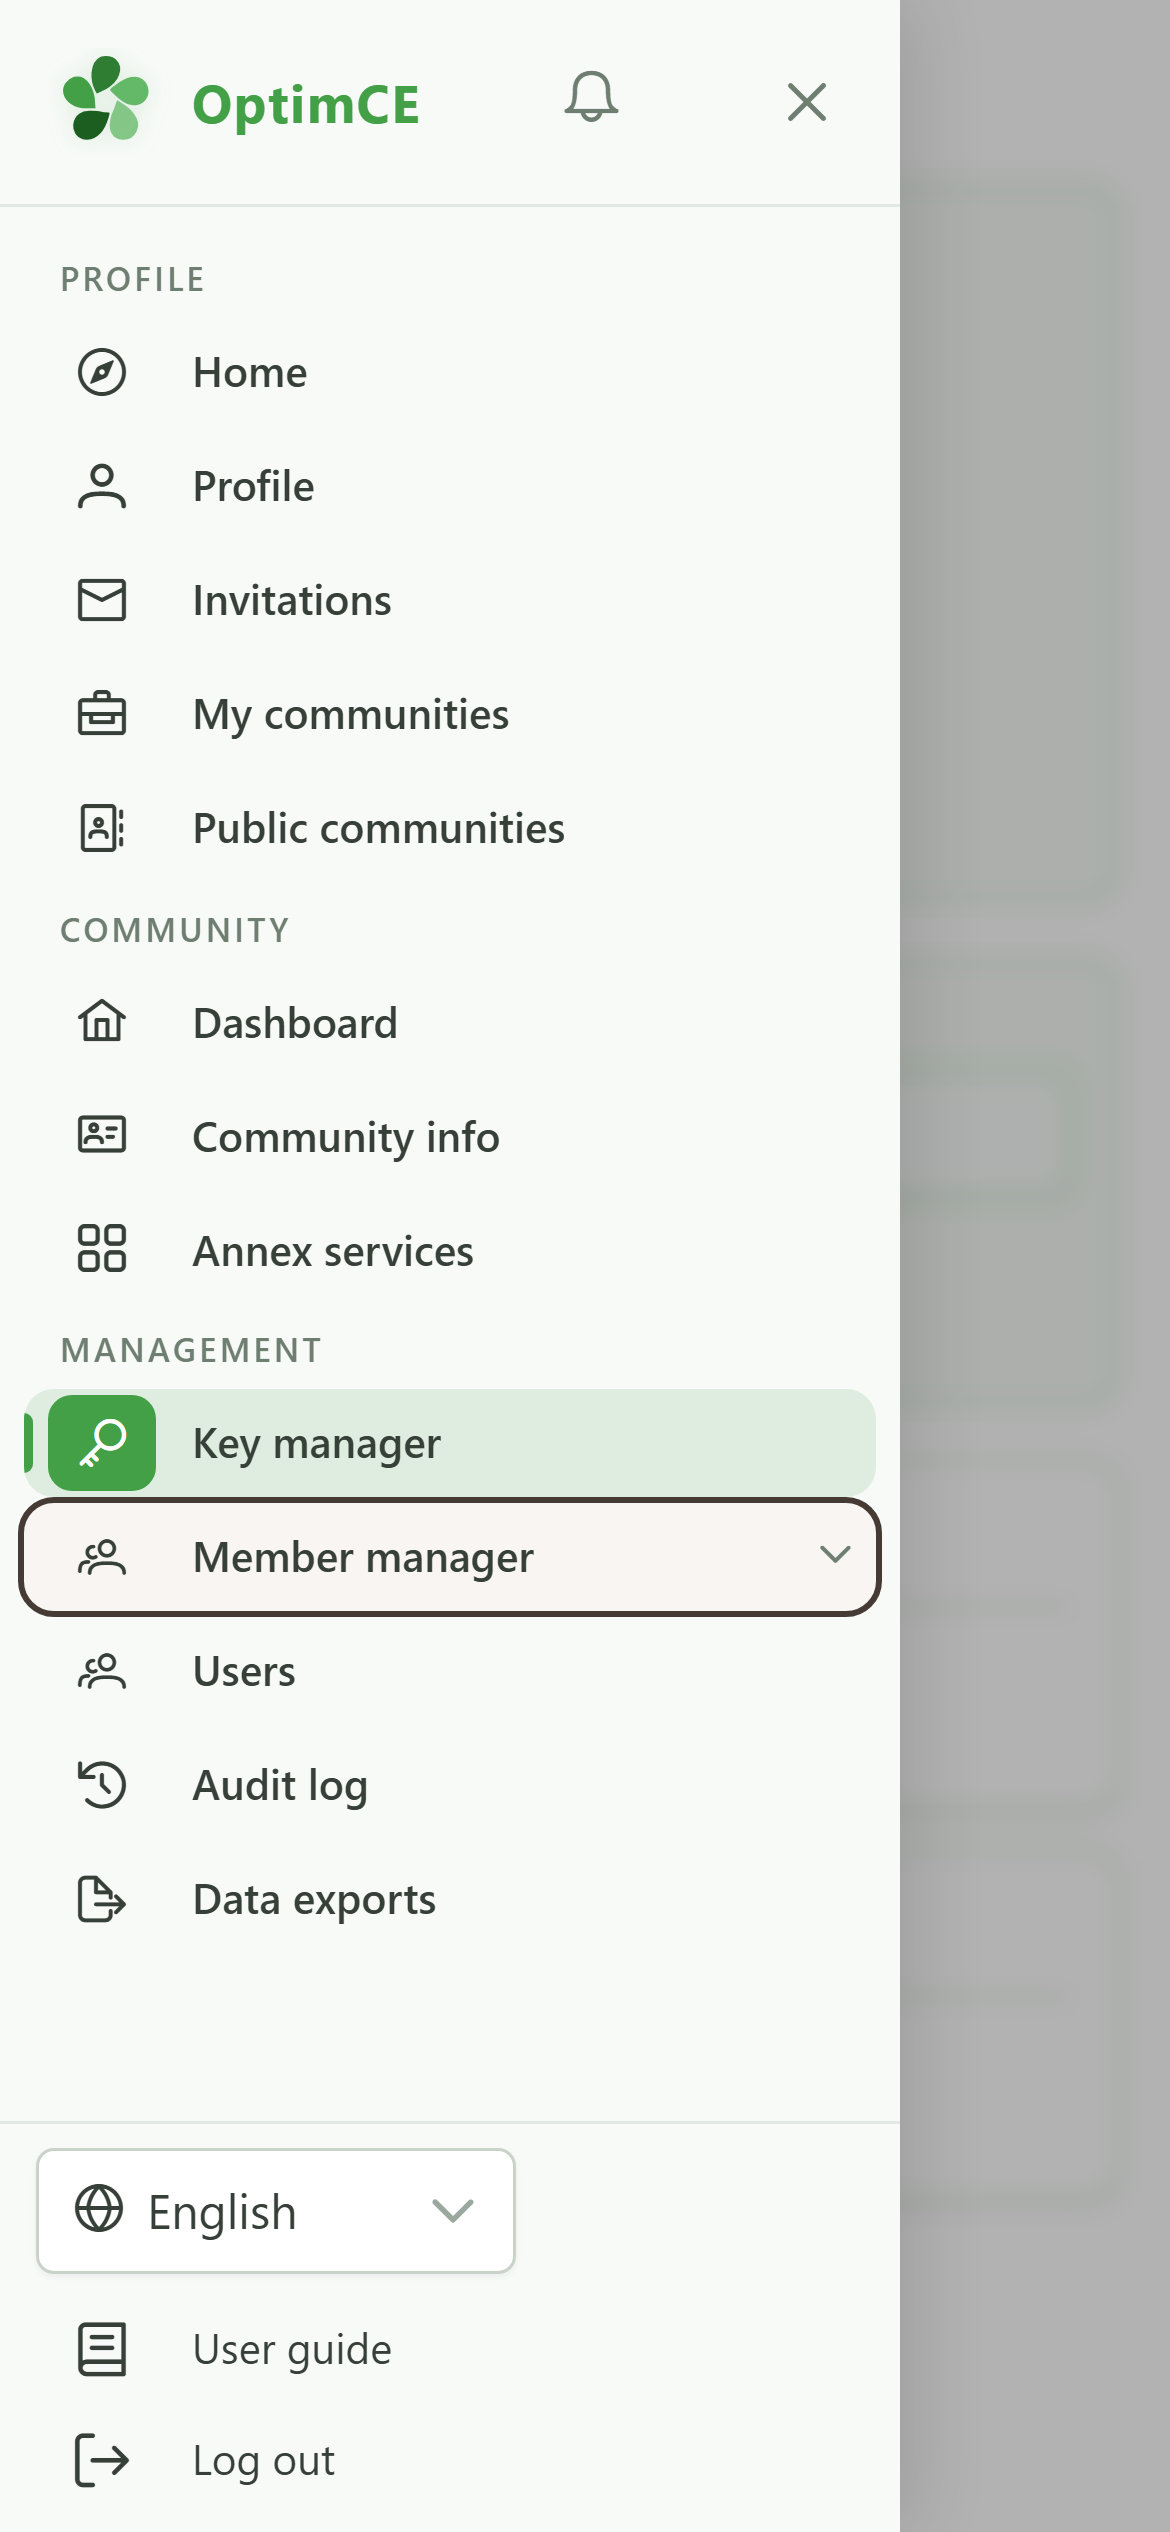 OptimCE
PROFILE
Home
Profile
Invitations
My communities
Public communities
COMMUNITY
Dashboard
Community info
Annex services
MANAGEMENT
Key manager
Member manager
Users
Audit log
Data exports
English
User guide
Log out